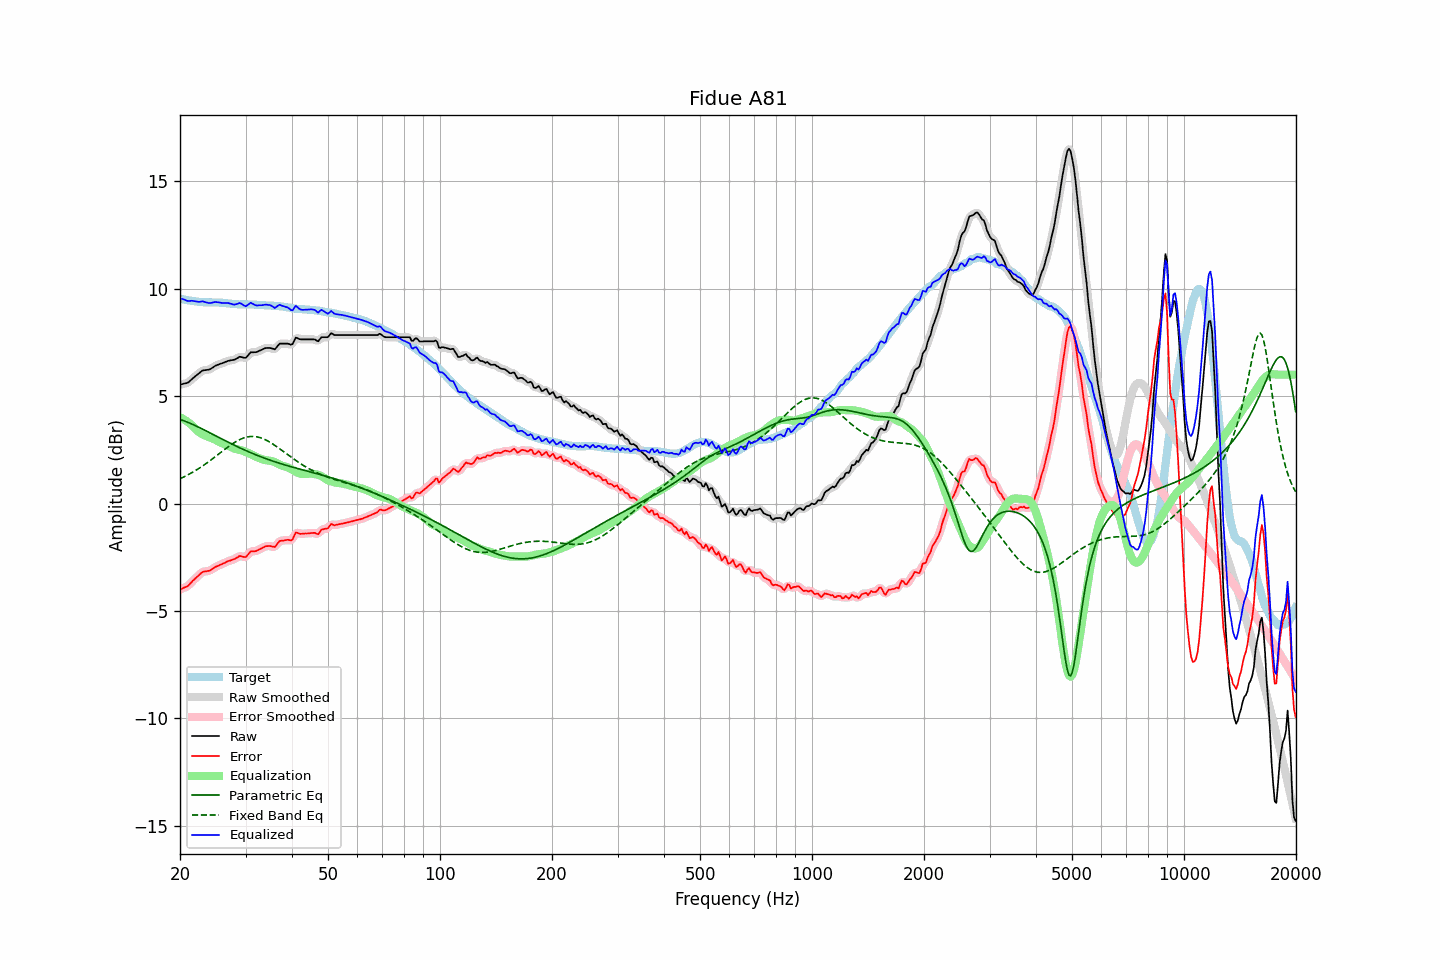 Fidue A81
Amplitude (dBr)
15
10
5
0
−5
−10
−15
Target
Raw Smoothed
Error Smoothed
Raw
Error
Equalization
Parametric Eq
Fixed Band Eq
Equalized
20 50 100 200 500 1000 2000 5000 10000 20000
Frequency (Hz)